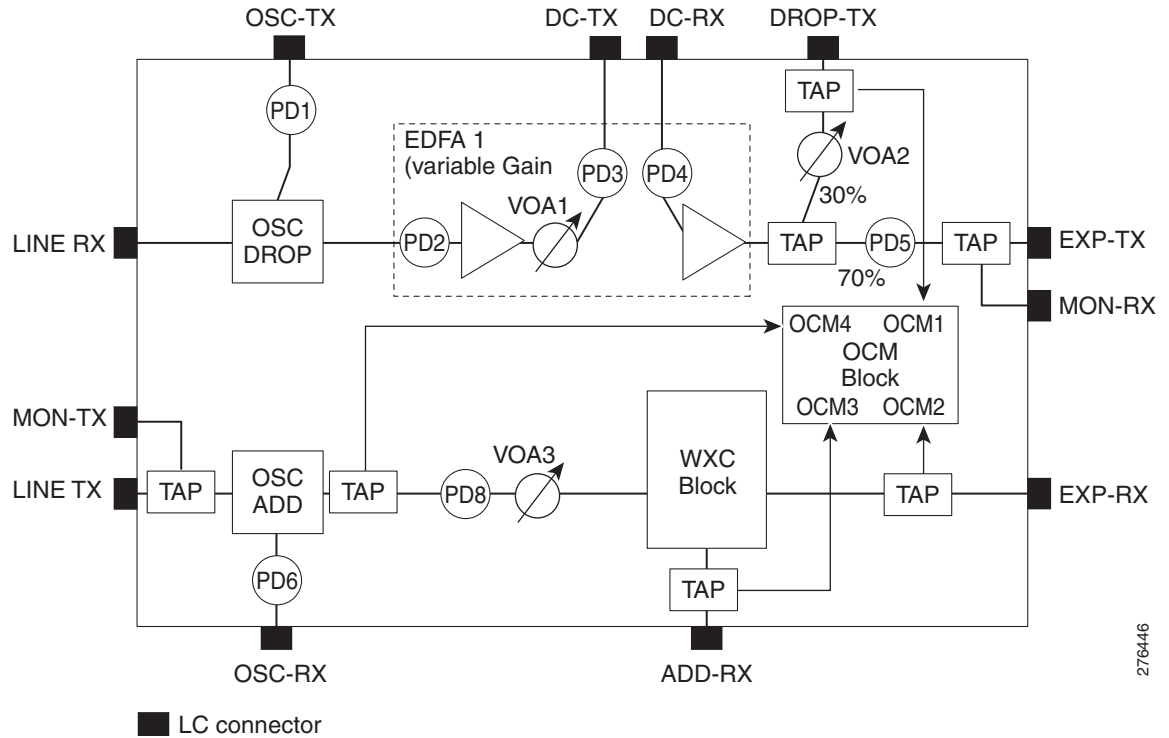 OSC-TX
DC-TX
DC-RX
DROP-TX
TAP
PD1
EDFA 1
(variable Gain
VOA2
PD3
PD4
30%
VOA1
LINE RX
OSC
DROP
PD2
TAP
PD5
TAP
EXP-TX
70%
MON-RX
OCM4 OCM1
OCM
Block
OCM3 OCM2
MON-TX
VOA3
WXC
Block
LINE TX
TAP
OSC
ADD
TAP
PD8
TAP
EXP-RX
PD6
TAP
OSC-RX
ADD-RX
276446
LC connector